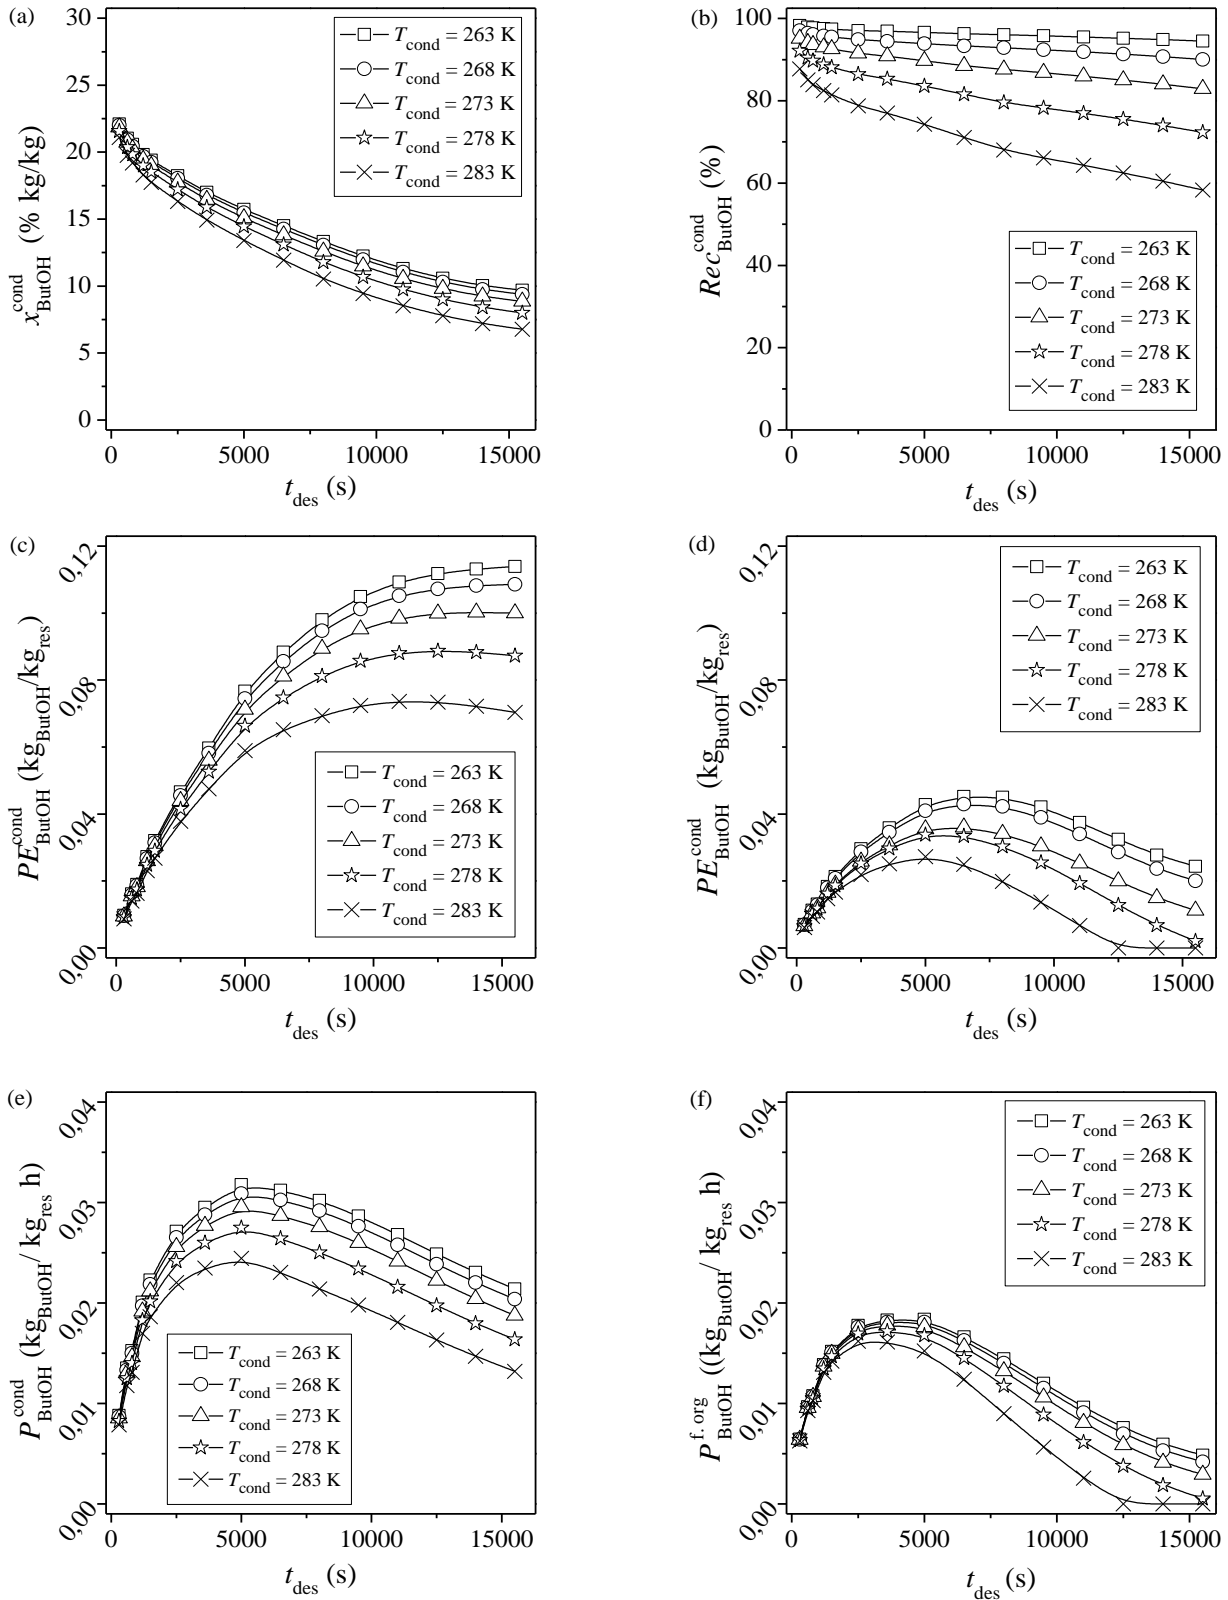 (a)
30
25
20
15
10
5
0
x^cond_ButOH (% kg/kg)
T_cond = 263 K
T_cond = 268 K
T_cond = 273 K
T_cond = 278 K
T_cond = 283 K
0 5000 10000 15000
t_des (s)
(b)
100
80
60
40
20
0
Rec^cond_ButOH (%)
T_cond = 263 K
T_cond = 268 K
T_cond = 273 K
T_cond = 278 K
T_cond = 283 K
0 5000 10000 15000
t_des (s)
(c)
0,12
0,08
0,04
0,00
PE^cond_ButOH (kg_ButOH/kg_res)
T_cond = 263 K
T_cond = 268 K
T_cond = 273 K
T_cond = 278 K
T_cond = 283 K
0 5000 10000 15000
t_des (s)
(d)
0,12
0,08
0,04
0,00
PE^cond_ButOH (kg_ButOH/kg_res)
T_cond = 263 K
T_cond = 268 K
T_cond = 273 K
T_cond = 278 K
T_cond = 283 K
0 5000 10000 15000
t_des (s)
(e)
0,04
0,03
0,02
0,01
0,00
P^cond_ButOH (kg_ButOH/ kg_res h)
T_cond = 263 K
T_cond = 268 K
T_cond = 273 K
T_cond = 278 K
T_cond = 283 K
0 5000 10000 15000
t_des (s)
(f)
0,04
0,03
0,02
0,01
0,00
P^f. org_ButOH ((kg_ButOH/ kg_res h)
T_cond = 263 K
T_cond = 268 K
T_cond = 273 K
T_cond = 278 K
T_cond = 283 K
0 5000 10000 15000
t_des (s)